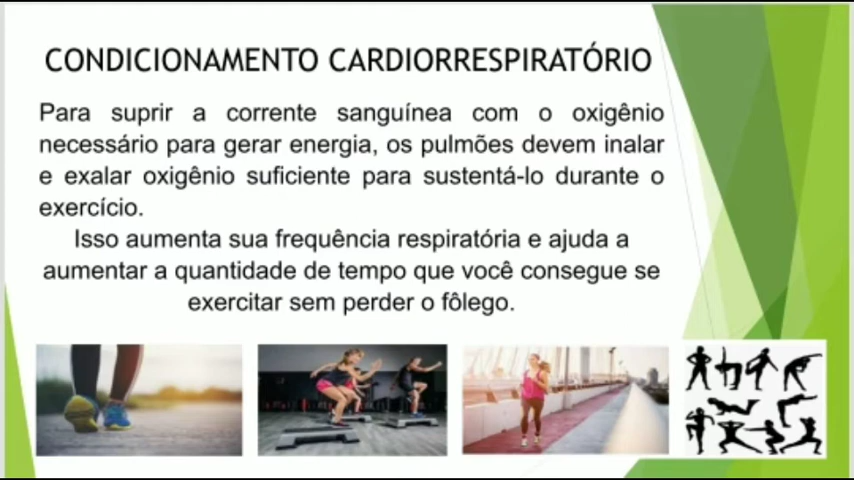 CONDICIONAMENTO CARDIORRESPIRATÓRIO
Para suprir a corrente sanguínea com o oxigênio
necessário para gerar energia, os pulmões devem inalar
e exalar oxigênio suficiente para sustentá-lo durante o
exercício.
Isso aumenta sua frequência respiratória e ajuda a
aumentar a quantidade de tempo que você consegue se
exercitar sem perder o fôlego.